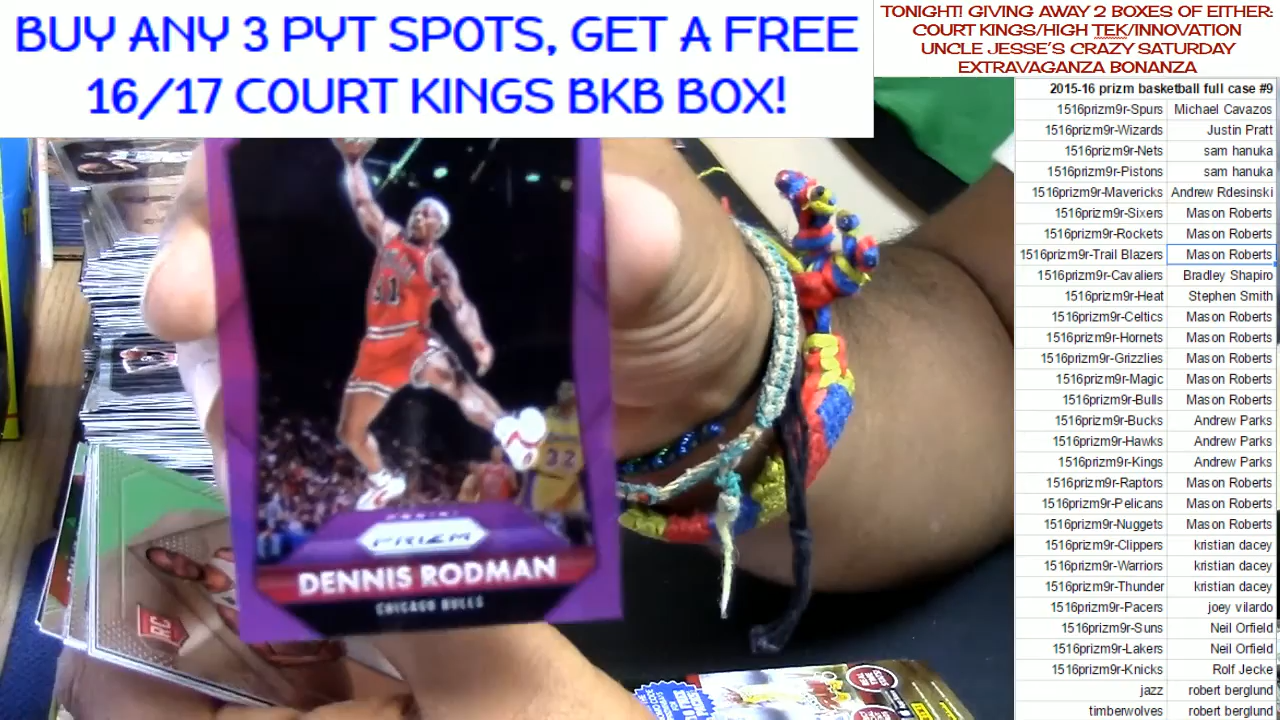 BUY ANY 3 PYT SPOTS, GET A FREE
16/17 COURT KINGS BKB BOX!
TONIGHT! GIVING AWAY 2 BOXES OF EITHER:
COURT KINGS/HIGH TEK/INNOVATION
UNCLE JESSE'S CRAZY SATURDAY
EXTRAVAGANZA BONANZA
2015-16 prizm basketball full case #9
1516prizm9r-Spurs Michael Cavazos
1516prizm9r-Wizards Justin Pratt
1516prizm9r-Nets sam hanuka
1516prizm9r-Pistons sam hanuka
1516prizm9r-Mavericks Andrew Rdesinski
1516prizm9r-Sixers Mason Roberts
1516prizm9r-Rockets Mason Roberts
1516prizm9r-Trail Blazers Mason Roberts
1516prizm9r-Cavaliers Bradley Shapiro
1516prizm9r-Heat Stephen Smith
1516prizm9r-Celtics Mason Roberts
1516prizm9r-Hornets Mason Roberts
1516prizm9r-Grizzlies Mason Roberts
1516prizm9r-Magic Mason Roberts
1516prizm9r-Bulls Mason Roberts
1516prizm9r-Bucks Andrew Parks
1516prizm9r-Hawks Andrew Parks
1516prizm9r-Kings Andrew Parks
1516prizm9r-Raptors Mason Roberts
1516prizm9r-Pelicans Mason Roberts
1516prizm9r-Nuggets Mason Roberts
1516prizm9r-Clippers kristian dacey
1516prizm9r-Warriors kristian dacey
1516prizm9r-Thunder kristian dacey
1516prizm9r-Pacers joey vilardo
1516prizm9r-Suns Neil Orfield
1516prizm9r-Lakers Neil Orfield
1516prizm9r-Knicks Rolf Jecke
jazz robert berglund
timberwolves robert berglund
91
32
PANINI
PRIZM
DENNIS RODMAN
CHICAGO BULLS
RC